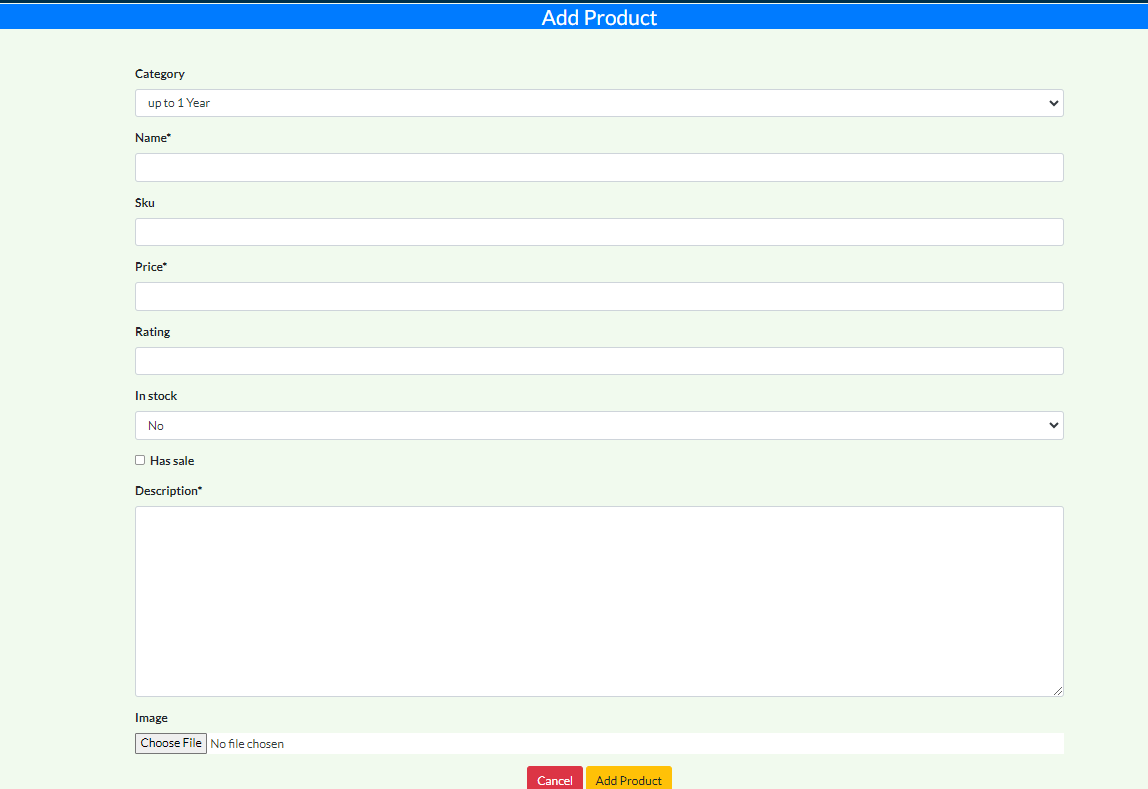 Add Product
Category
up to 1 Year
Name*
Sku
Price*
Rating
In stock
No
Has sale
Description*
Image
Choose File No file chosen
Cancel Add Product